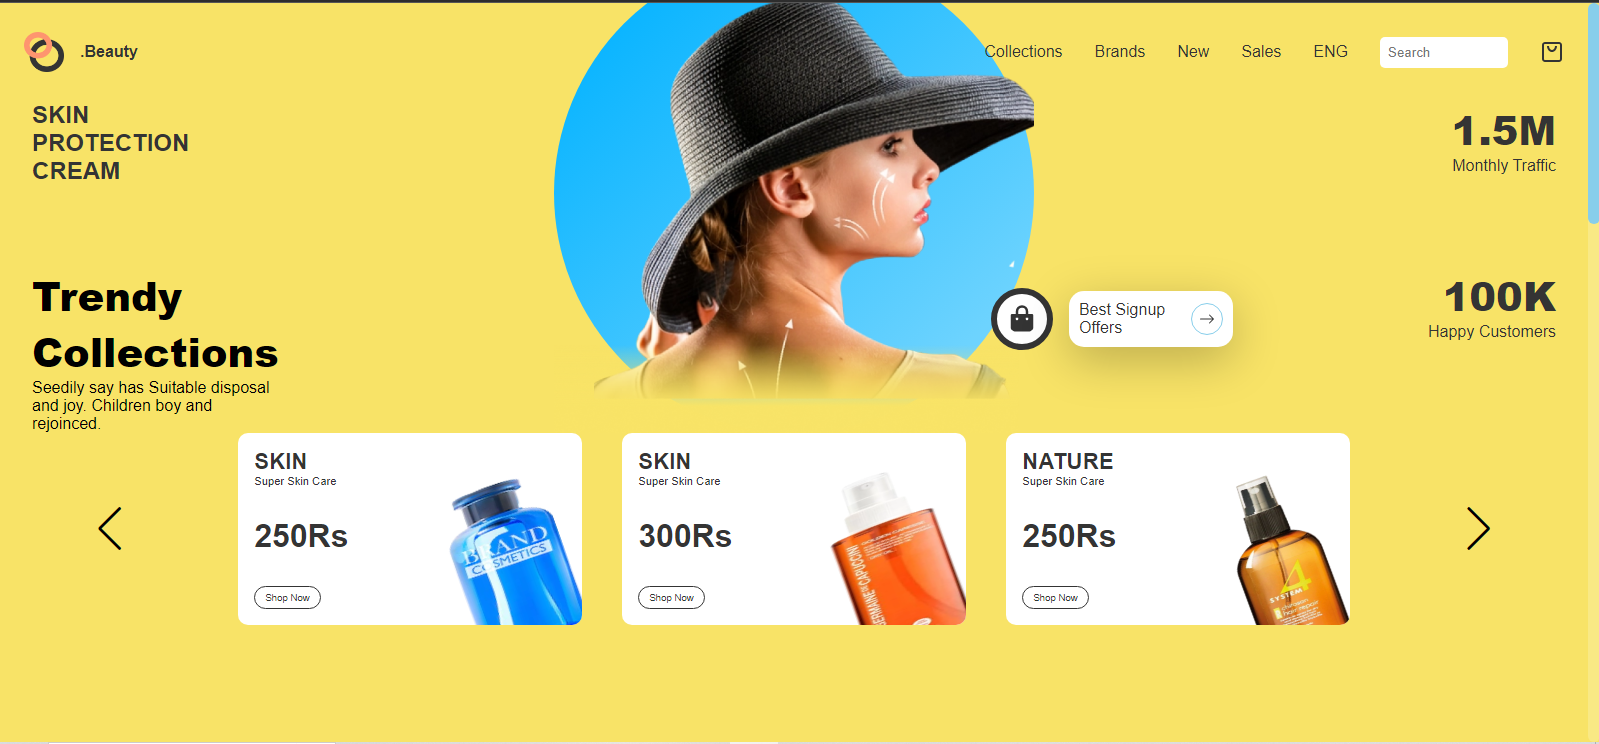 .Beauty
Collections
Brands
New
Sales
ENG
Search
SKIN
PROTECTION
CREAM
1.5M
Monthly Traffic
Trendy
Collections
Seedily say has Suitable disposal
and joy. Children boy and
rejoinced.
Best Signup
Offers
100K
Happy Customers
SKIN
Super Skin Care
250Rs
Shop Now
BRAND
COSMETICS
SKIN
Super Skin Care
300Rs
Shop Now
GERMAINE DE CAPUCCINI
NATURE
Super Skin Care
250Rs
Shop Now
4
SYSTEM